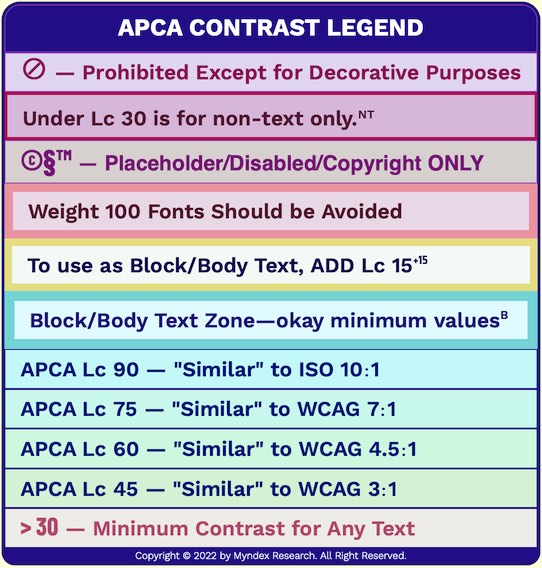 APCA CONTRAST LEGEND
⊘ — Prohibited Except for Decorative Purposes
Under Lc 30 is for non-text only.ᴺᵀ
©§™ — Placeholder/Disabled/Copyright ONLY
Weight 100 Fonts Should be Avoided
To use as Block/Body Text, ADD Lc 15⁺¹⁵
Block/Body Text Zone—okay minimum valuesᴮ
APCA Lc 90 — "Similar" to ISO 10:1
APCA Lc 75 — "Similar" to WCAG 7:1
APCA Lc 60 — "Similar" to WCAG 4.5:1
APCA Lc 45 — "Similar" to WCAG 3:1
> 30 — Minimum Contrast for Any Text
Copyright © 2022 by Myndex Research. All Right Reserved.